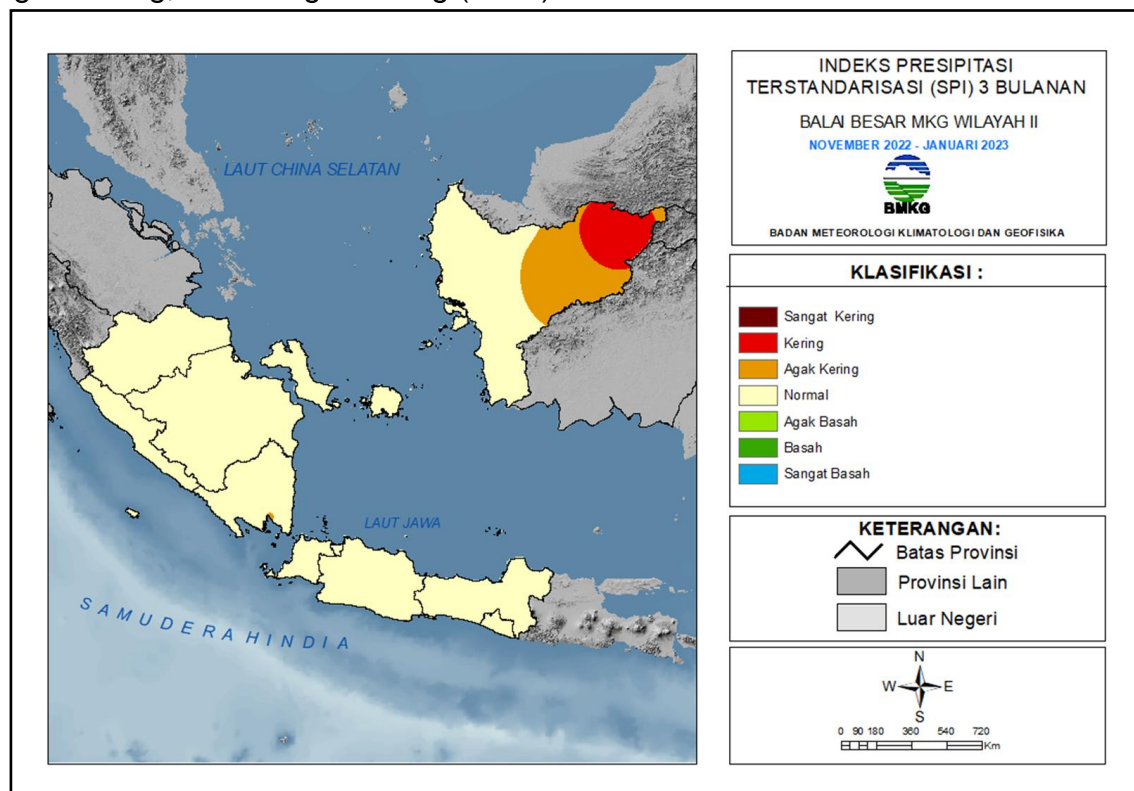 INDEKS PRESIPITASI
TERSTANDARISASI (SPI) 3 BULANAN
BALAI BESAR MKG WILAYAH II
NOVEMBER 2022 - JANUARI 2023
BMKG
BADAN METEOROLOGI KLIMATOLOGI DAN GEOFISIKA
LAUT CHINA SELATAN
LAUT JAWA
SAMUDERA HINDIA
KLASIFIKASI :
Sangat Kering
Kering
Agak Kering
Normal
Agak Basah
Basah
Sangat Basah
KETERANGAN:
Batas Provinsi
Provinsi Lain
Luar Negeri
N
W E
S
0 90 180 360 540 720
Km